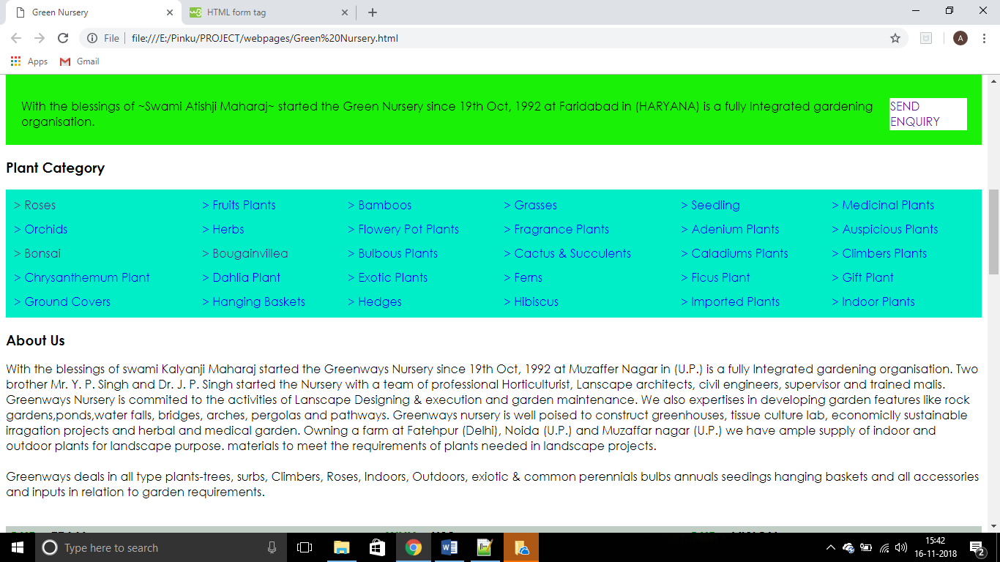 Green Nursery
HTML form tag
File
file:///E:/Pinku/PROJECT/webpages/Green%20Nursery.html
A
Apps
Gmail
With the blessings of ~Swami Atishji Maharaj~ started the Green Nursery since 19th Oct, 1992 at Faridabad in (HARYANA) is a fully Integrated gardening
organisation.
SEND
ENQUIRY
Plant Category
> Roses > Fruits Plants > Bamboos > Grasses > Seedling > Medicinal Plants
> Orchids > Herbs > Flowery Pot Plants > Fragrance Plants > Adenium Plants > Auspicious Plants
> Bonsai > Bougainvillea > Bulbous Plants > Cactus & Succulents > Caladiums Plants > Climbers Plants
> Chrysanthemum Plant > Dahlia Plant > Exotic Plants > Ferns > Ficus Plant > Gift Plant
> Ground Covers > Hanging Baskets > Hedges > Hibiscus > Imported Plants > Indoor Plants
About Us
With the blessings of swami Kalyanji Maharaj started the Greenways Nursery since 19th Oct, 1992 at Muzaffer Nagar in (U.P.) is a fully Integrated gardening organisation. Two
brother Mr. Y. P. Singh and Dr. J. P. Singh started the Nursery with a team of professional Horticulturist, Lanscape architects, civil engineers, supervisor and trained malis.
Greenways Nursery is commited to the activities of Lanscape Designing & execution and garden maintenance. We also expertises in developing garden features like rock
gardens,ponds,water falls, bridges, arches, pergolas and pathways. Greenways nursery is well poised to construct greenhouses, tissue culture lab, economiclly sustainable
irragation projects and herbal and medical garden. Owning a farm at Fatehpur (Delhi), Noida (U.P.) and Muzaffar nagar (U.P.) we have ample supply of indoor and
outdoor plants for landscape purpose. materials to meet the requirements of plants needed in landscape projects.
Greenways deals in all type plants-trees, surbs, Climbers, Roses, Indoors, Outdoors, exiotic & common perennials bulbs annuals seedings hanging baskets and all accessories
and inputs in relation to garden requirements.
Type here to search
15:42
16-11-2018
2